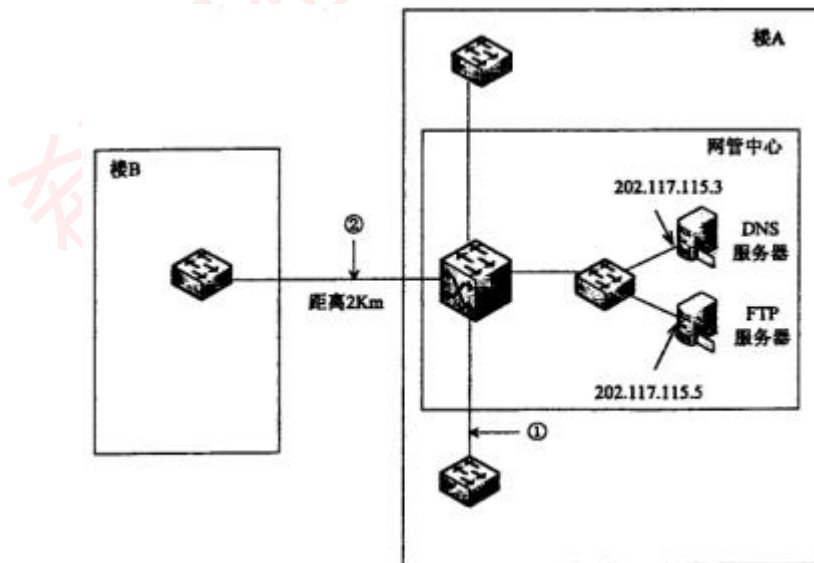 楼A
网管中心
楼B
202.117.115.3
②
DNS
服务器
距离2Km
FTP
服务器
202.117.115.5
①